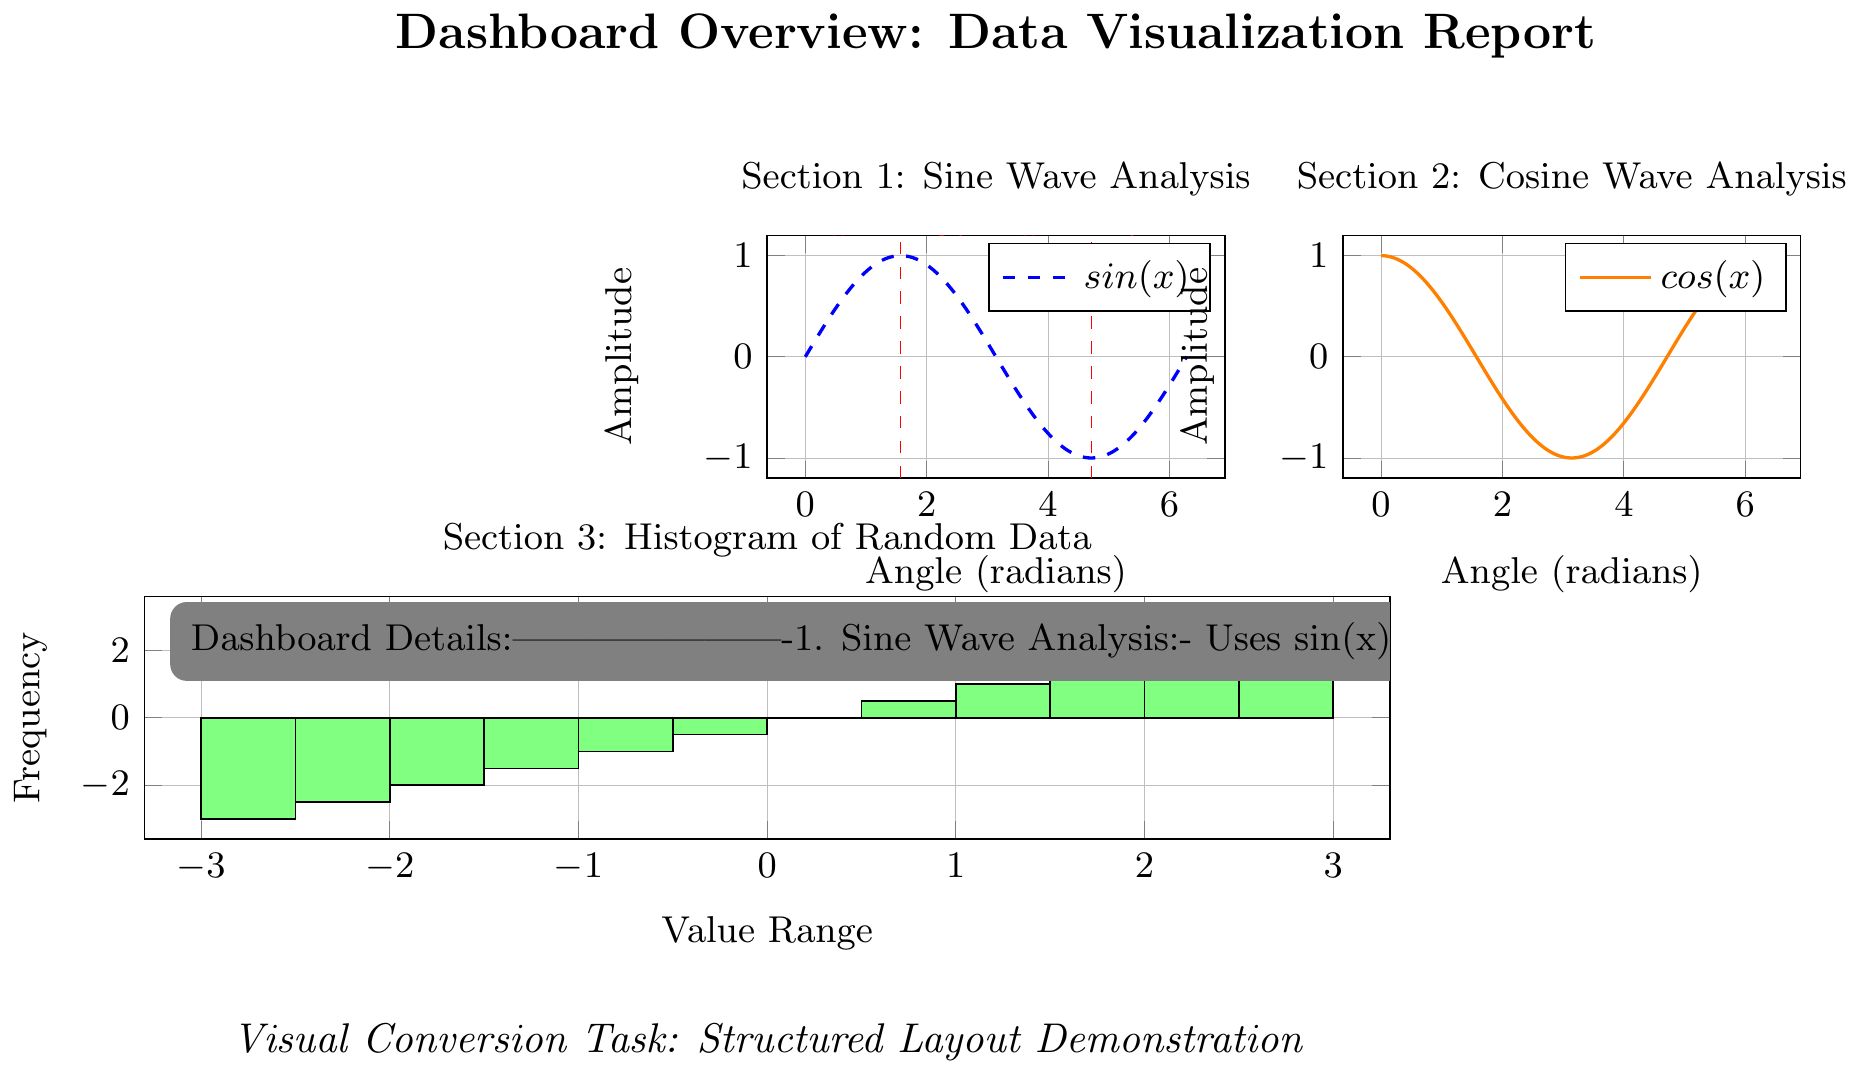 Dashboard Overview: Data Visualization Report
Section 1: Sine Wave Analysis
Amplitude
1
0
−1
sin(x)
0 2 4 6
Angle (radians)
Section 2: Cosine Wave Analysis
Amplitude
1
0
−1
cos(x)
0 2 4 6
Angle (radians)
Section 3: Histogram of Random Data
Frequency
2
0
−2
Dashboard Details:————————-1. Sine Wave Analysis:- Uses sin(x)
−3 −2 −1 0 1 2 3
Value Range
Visual Conversion Task: Structured Layout Demonstration